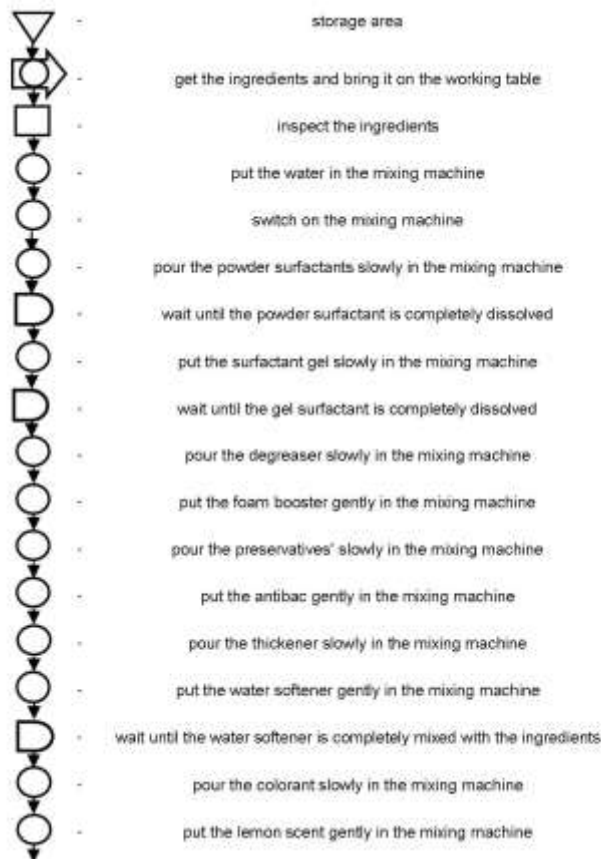 - storage area
- get the ingredients and bring it on the working table
- inspect the ingredients
- put the water in the mixing machine
- switch on the mixing machine
- pour the powder surfactants slowly in the mixing machine
- wait until the powder surfactant is completely dissolved
- put the surfactant gel slowly in the mixing machine
- wait until the gel surfactant is completely dissolved
- pour the degreaser slowly in the mixing machine
- put the foam booster gently in the mixing machine
- pour the preservatives' slowly in the mixing machine
- put the antibac gently in the mixing machine
- pour the thickener slowly in the mixing machine
- put the water softener gently in the mixing machine
- wait until the water softener is completely mixed with the ingredients
- pour the colorant slowly in the mixing machine
- put the lemon scent gently in the mixing machine